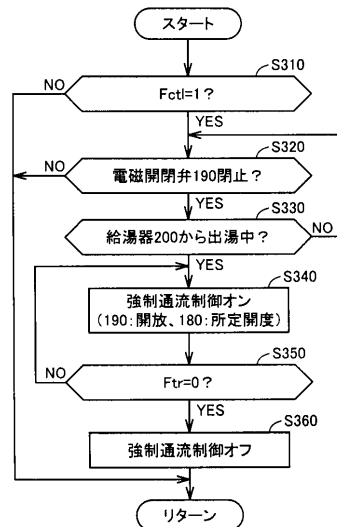 スタート
S310
NO
Fctl=1?
YES
S320
NO
電磁開閉弁190閉止?
YES
S330
給湯器200から出湯中?
NO
YES
S340
強制通流制御オン
(190:開放、180:所定開度)
S350
NO
Ftr=0?
YES
S360
強制通流制御オフ
リターン